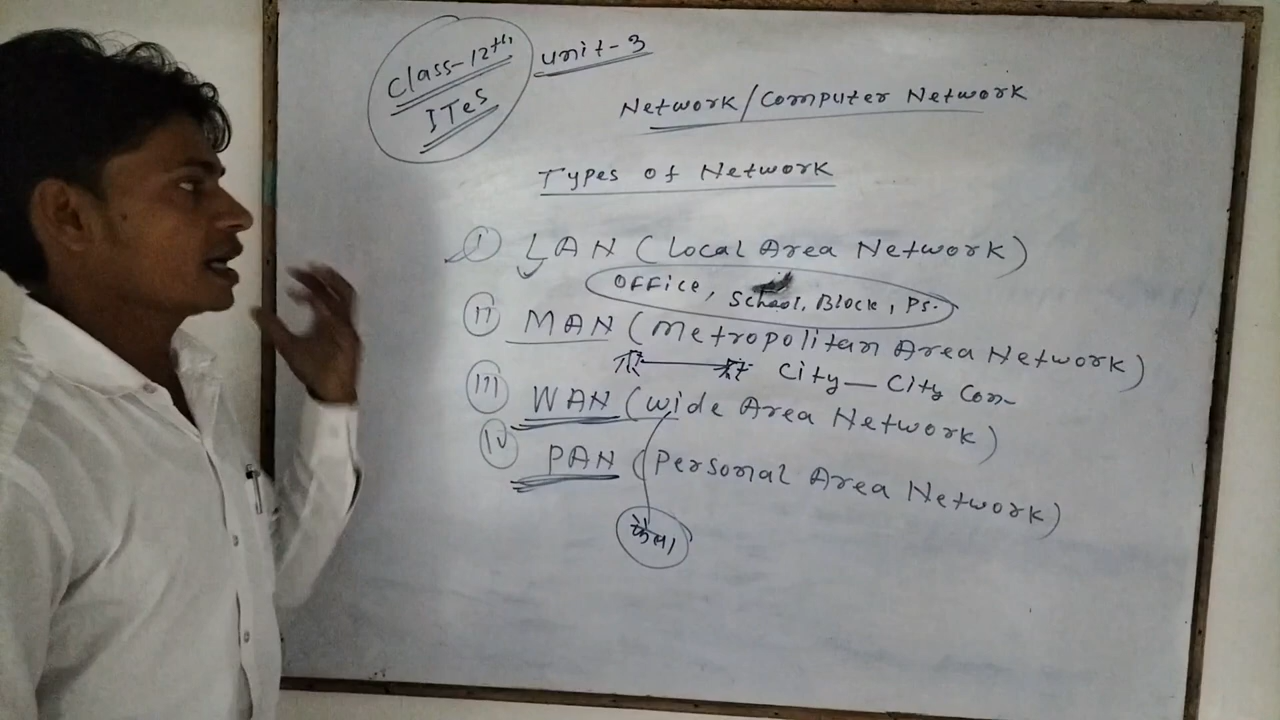 Class-12th
ITes
unit-3
Network/Computer Network
Types of Network
(i) LAN (Local Area Network)
Office, School, Block, Ps.
(ii) MAN (Metropolitan Area Network)
City — City Com
(iii) WAN (wide Area Network)
(iv) PAN (Personal Area Network)